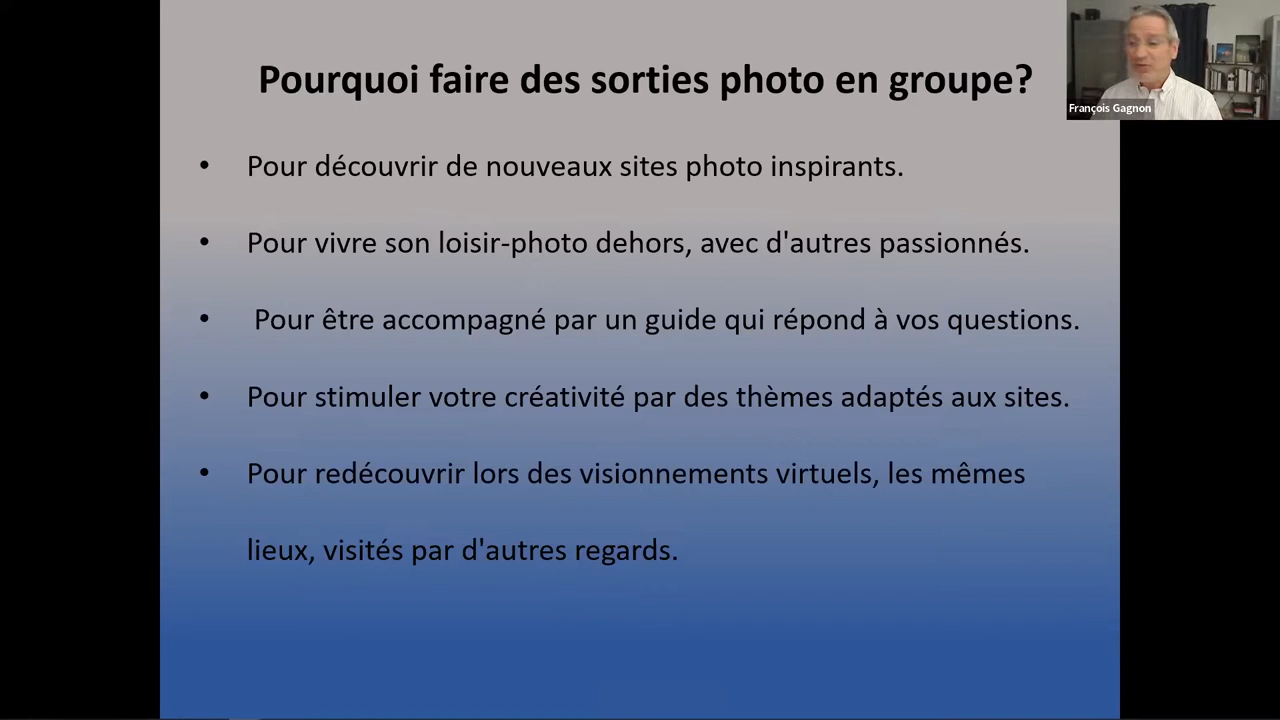 Pourquoi faire des sorties photo en groupe?
François Gagnon
• Pour découvrir de nouveaux sites photo inspirants.
• Pour vivre son loisir-photo dehors, avec d'autres passionnés.
• Pour être accompagné par un guide qui répond à vos questions.
• Pour stimuler votre créativité par des thèmes adaptés aux sites.
• Pour redécouvrir lors des visionnements virtuels, les mêmes
lieux, visités par d'autres regards.